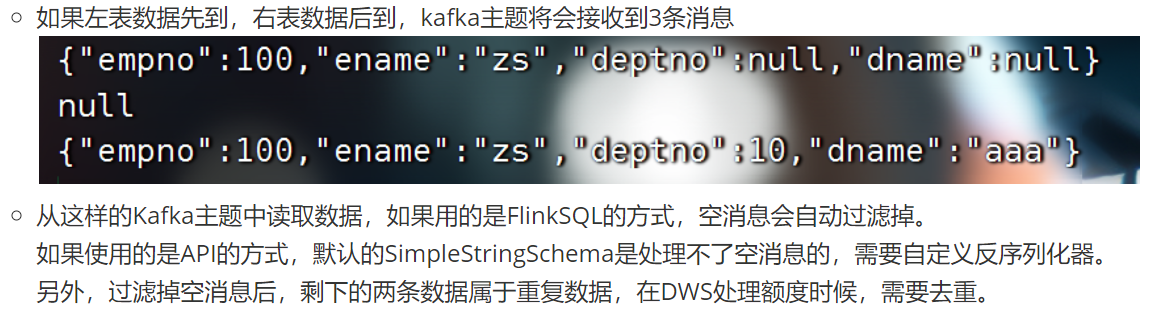 如果左表数据先到，右表数据后到，kafka主题将会接收到3条消息
{"empno":100,"ename":"zs","deptno":null,"dname":null}
null
{"empno":100,"ename":"zs","deptno":10,"dname":"aaa"}
从这样的Kafka主题中读取数据，如果用的是FlinkSQL的方式，空消息会自动过滤掉。
如果使用的是API的方式，默认的SimpleStringSchema是处理不了空消息的，需要自定义反序列化器。
另外，过滤掉空消息后，剩下的两条数据属于重复数据，在DWS处理额度时候，需要去重。